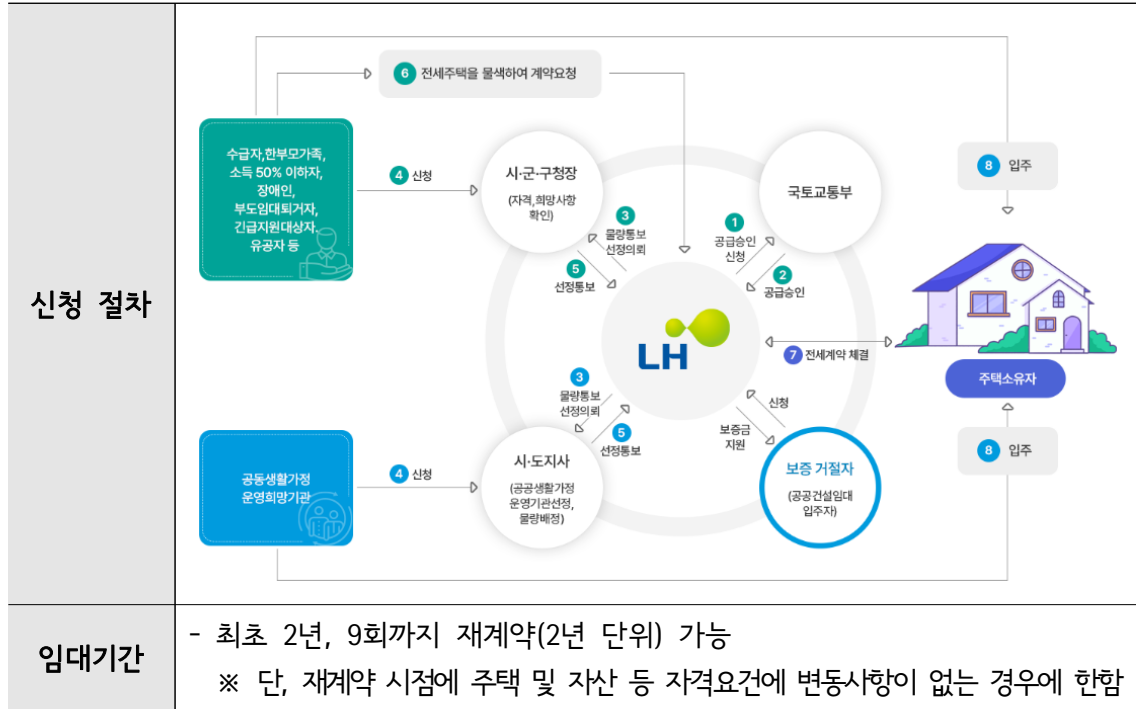 신청 절차
6 전세주택을 물색하여 계약요청
수급자,한부모가족,
소득 50% 이하자,
장애인,
부도임대퇴거자,
긴급지원대상자,
유공자 등
4 신청
시·군·구청장
(자격,희망사항
확인)
3
물량통보
선정의뢰
5
선정통보
1
공급승인
신청
2
공급승인
국토교통부
8 입주
LH
7 전세계약 체결
주택소유자
3
물량통보
선정의뢰
5
선정통보
신청
보증금
지원
8 입주
공동생활가정
운영희망기관
4 신청
시·도지사
(공공생활가정
운영기관선정,
물량배정)
보증 거절자
(공공건설임대
입주자)
임대기간
- 최초 2년, 9회까지 재계약(2년 단위) 가능
※ 단, 재계약 시점에 주택 및 자산 등 자격요건에 변동사항이 없는 경우에 한함